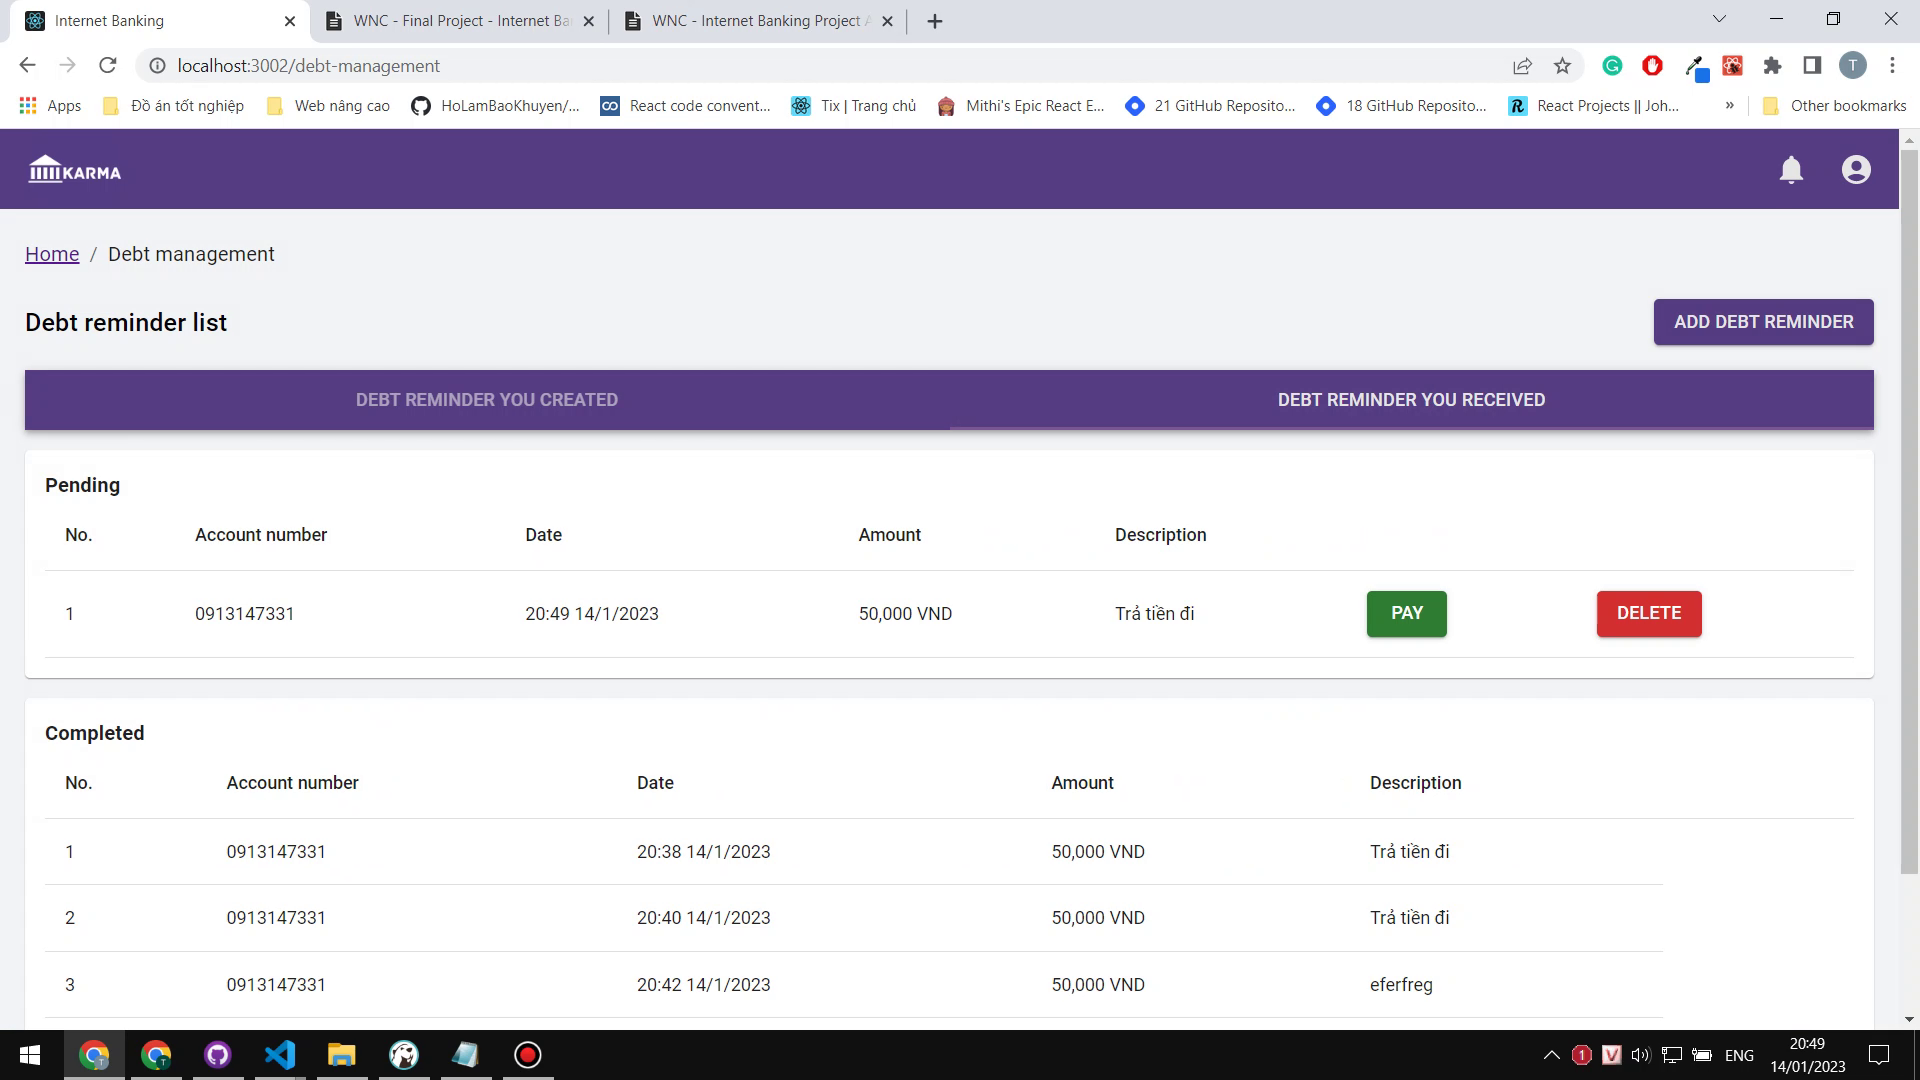 Internet Banking
WNC - Final Project - Internet Ba
WNC - Internet Banking Project A
localhost:3002/debt-management
T
Apps
Đồ án tốt nghiệp
Web nâng cao
HoLamBaoKhuyen/...
React code convent...
Tix | Trang chủ
Mithi's Epic React E...
21 GitHub Reposito...
18 GitHub Reposito...
React Projects || Joh...
»
Other bookmarks
KARMA
Home / Debt management
Debt reminder list
ADD DEBT REMINDER
DEBT REMINDER YOU CREATED
DEBT REMINDER YOU RECEIVED
Pending
No. Account number Date Amount Description
1 0913147331 20:49 14/1/2023 50,000 VND Trả tiền đi PAY DELETE
Completed
No. Account number Date Amount Description
1 0913147331 20:38 14/1/2023 50,000 VND Trả tiền đi
2 0913147331 20:40 14/1/2023 50,000 VND Trả tiền đi
3 0913147331 20:42 14/1/2023 50,000 VND eferfreg
ENG
20:49
14/01/2023